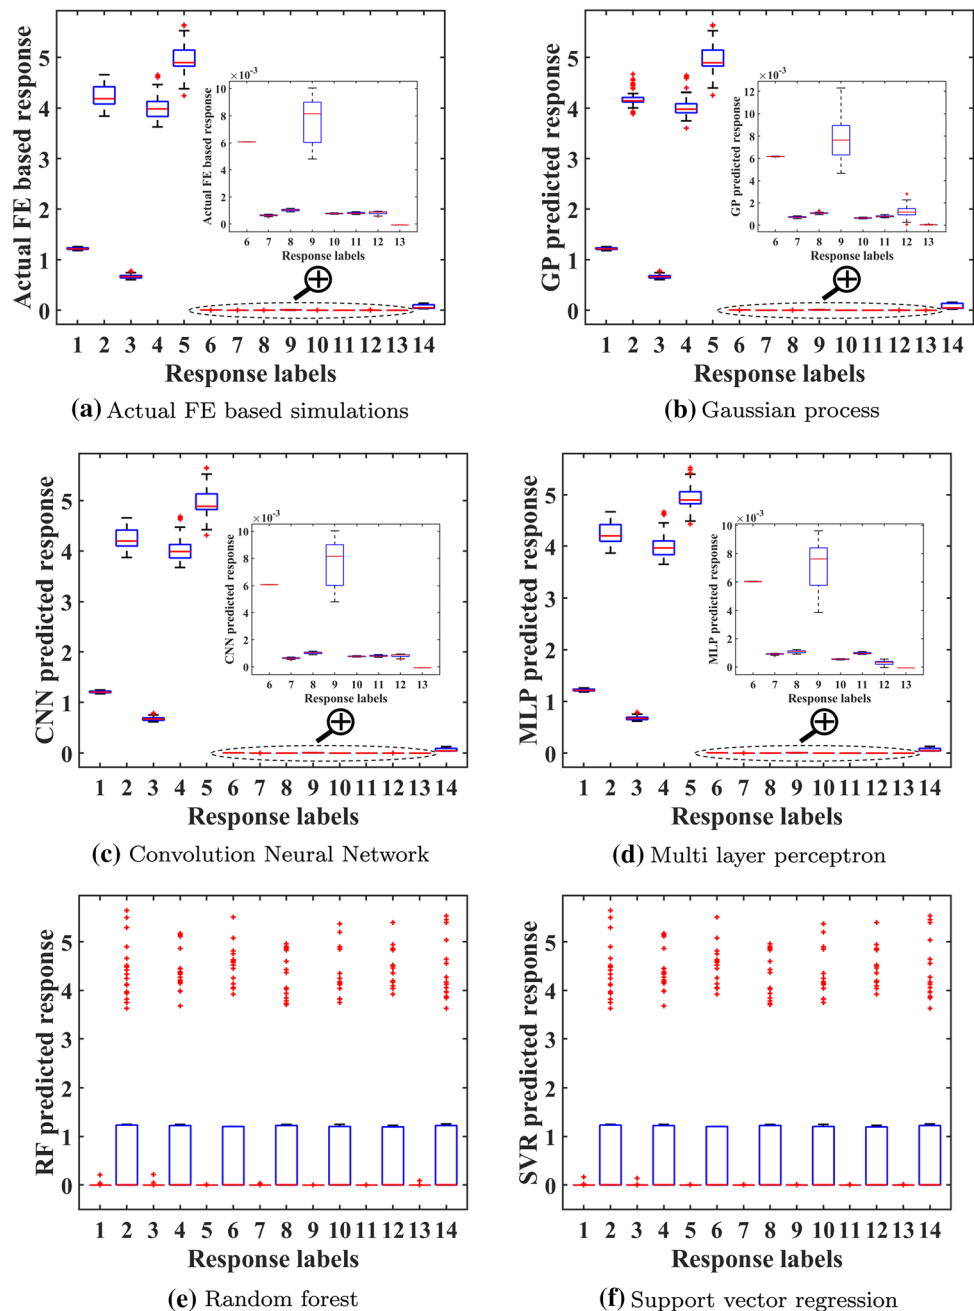 Actual FE based response
5
4
3
2
1
0
×10⁻³
Actual FE based response
10
8
6
4
2
0
6 7 8 9 10 11 12 13
Response labels
1 2 3 4 5 6 7 8 9 10 11 12 13 14
Response labels
(a) Actual FE based simulations
GP predicted response
5
4
3
2
1
0
×10⁻³
GP predicted response
12
10
8
6
4
2
0
6 7 8 9 10 11 12 13
Response labels
1 2 3 4 5 6 7 8 9 10 11 12 13 14
Response labels
(b) Gaussian process
CNN predicted response
5
4
3
2
1
0
×10⁻³
CNN predicted response
10
8
6
4
2
0
6 7 8 9 10 11 12 13
Response labels
1 2 3 4 5 6 7 8 9 10 11 12 13 14
Response labels
(c) Convolution Neural Network
MLP predicted response
5
4
3
2
1
0
×10⁻³
MLP predicted response
10
8
6
4
2
0
6 7 8 9 10 11 12 13
Response labels
1 2 3 4 5 6 7 8 9 10 11 12 13 14
Response labels
(d) Multi layer perceptron
RF predicted response
5
4
3
2
1
0
1 2 3 4 5 6 7 8 9 10 11 12 13 14
Response labels
(e) Random forest
SVR predicted response
5
4
3
2
1
0
1 2 3 4 5 6 7 8 9 10 11 12 13 14
Response labels
(f) Support vector regression